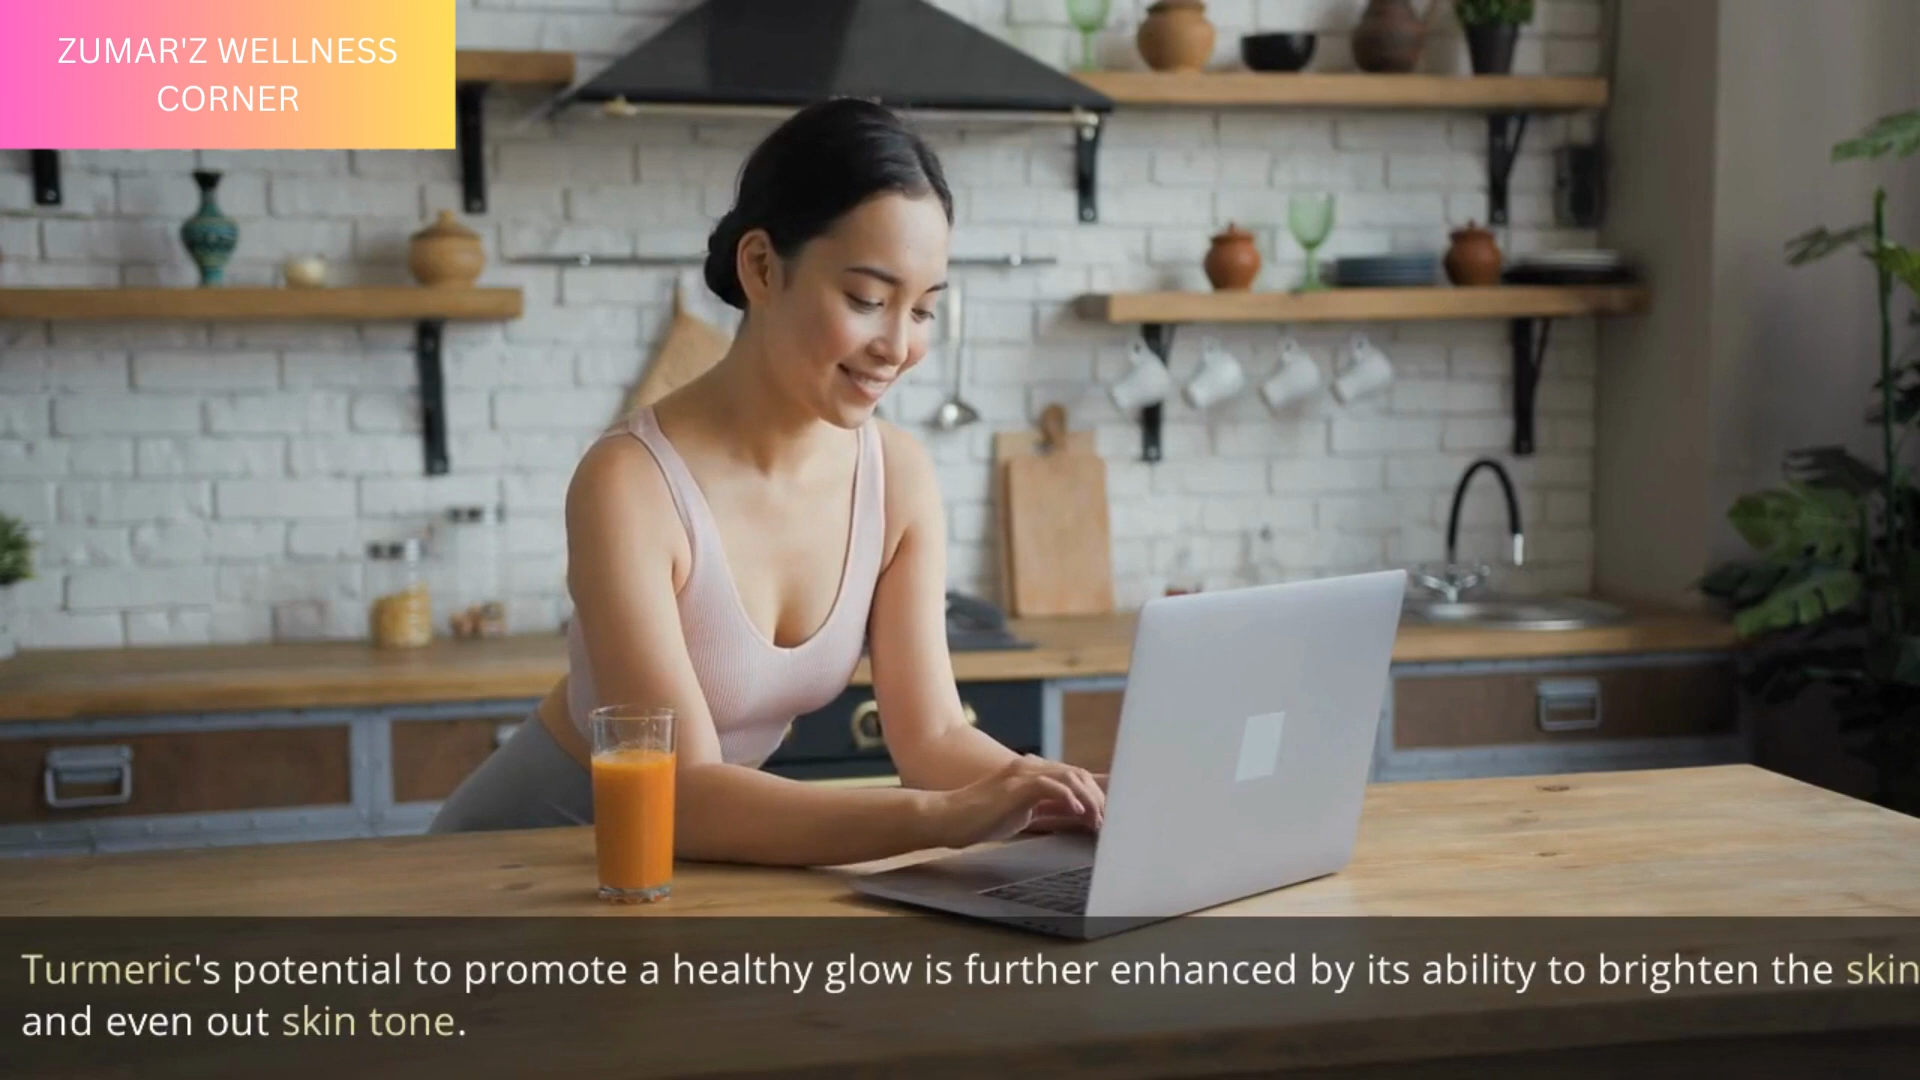 ZUMAR'Z WELLNESS
CORNER
Turmeric's potential to promote a healthy glow is further enhanced by its ability to brighten the skin
and even out skin tone.